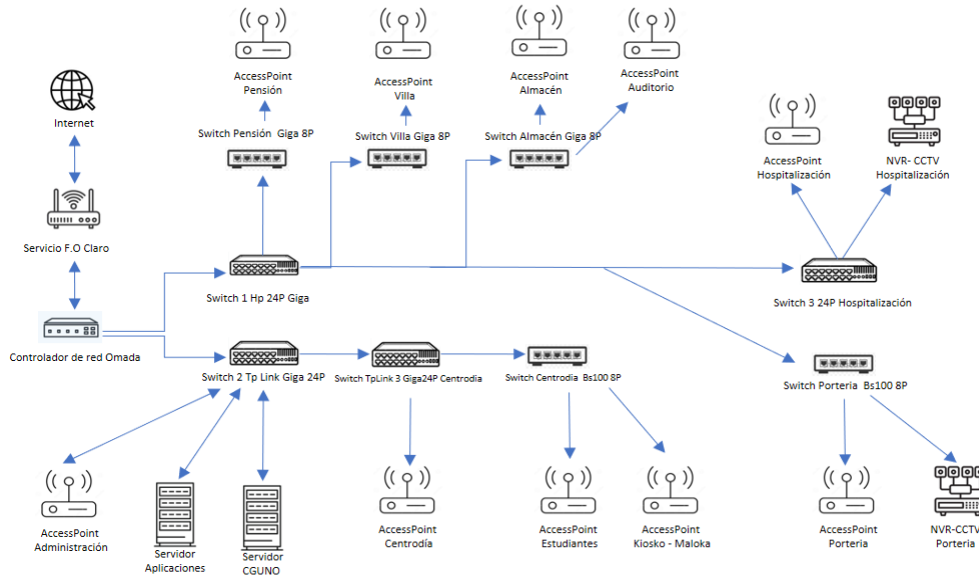 AccessPoint
Pensión
AccessPoint
Villa
AccessPoint
Almacén
AccessPoint
Auditorio
Internet
Switch Pensión Giga 8P
Switch Villa Giga 8P
Switch Almacén Giga 8P
AccessPoint
Hospitalización
NVR- CCTV
Hospitalización
Servicio F.O Claro
Switch 1 Hp 24P Giga
Switch 3 24P Hospitalización
Controlador de red Omada
Switch 2 Tp Link Giga 24P
Switch TpLink 3 Giga24P Centrodia
Switch Centrodia Bs100 8P
Switch Porteria Bs100 8P
AccessPoint
Administración
Servidor
Aplicaciones
Servidor
CGUNO
AccessPoint
Centrodía
AccessPoint
Estudiantes
AccessPoint
Kiosko - Maloka
AccessPoint
Porteria
NVR-CCTV
Porteria